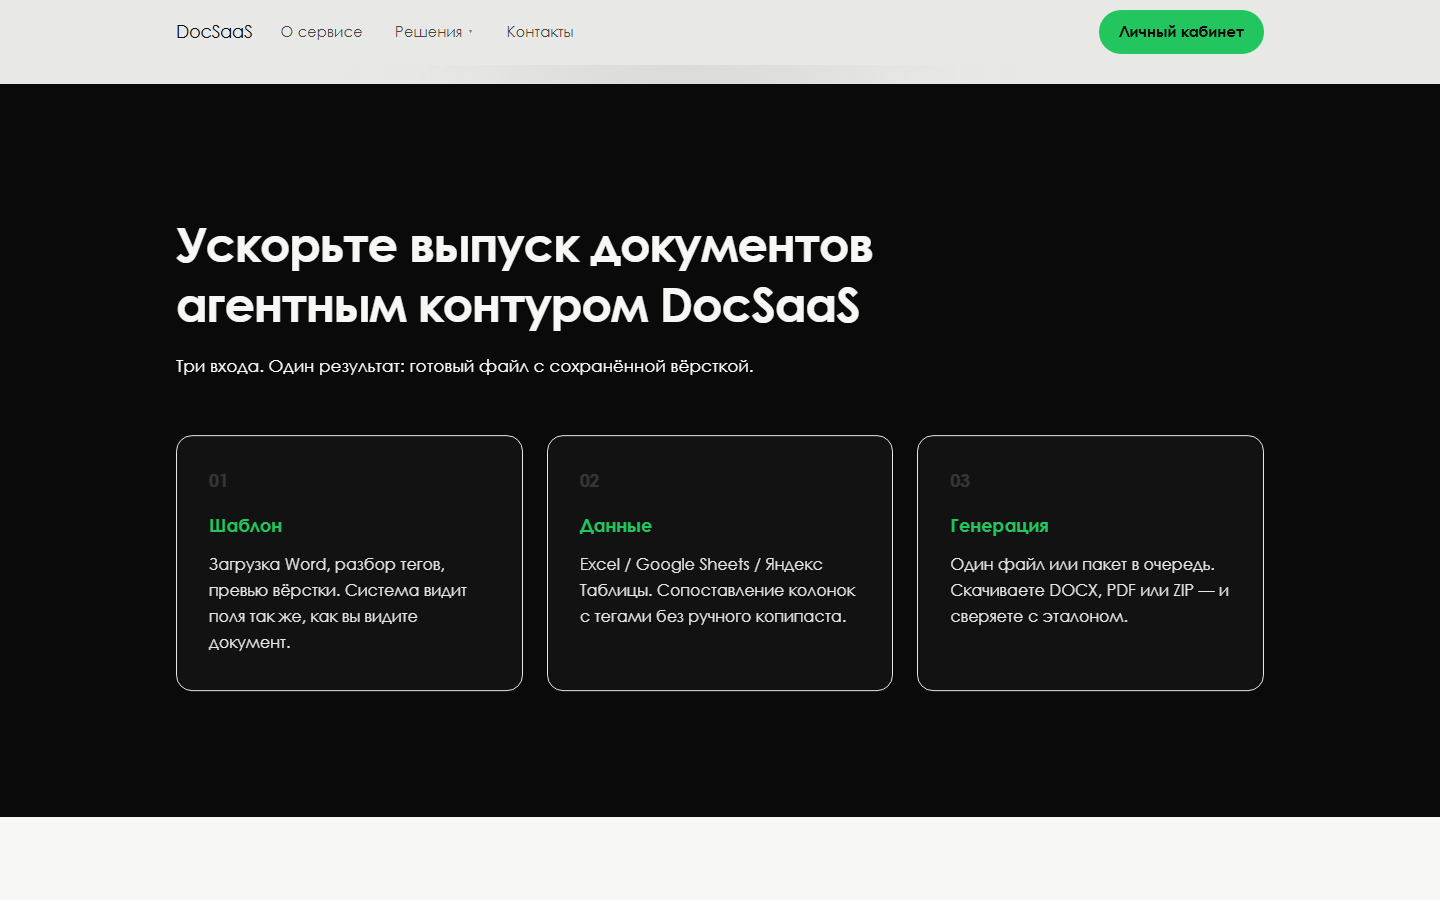 DocSaaS
О сервисе
Решения
Контакты
Личный кабинет
Ускорьте выпуск документов
агентным контуром DocSaaS
Три входа. Один результат: готовый файл с сохранённой вёрсткой.
01
Шаблон
Загрузка Word, разбор тегов,
превью вёрстки. Система видит
поля так же, как вы видите
документ.
02
Данные
Excel / Google Sheets / Яндекс
Таблицы. Сопоставление колонок
с тегами без ручного копипаста.
03
Генерация
Один файл или пакет в очередь.
Скачиваете DOCX, PDF или ZIP — и
сверяете с эталоном.